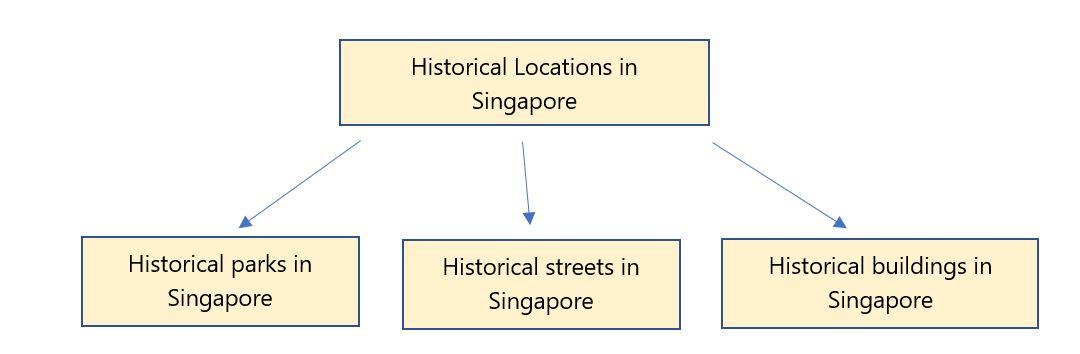 Historical Locations in
Singapore
Historical parks in
Singapore
Historical streets in
Singapore
Historical buildings in
Singapore